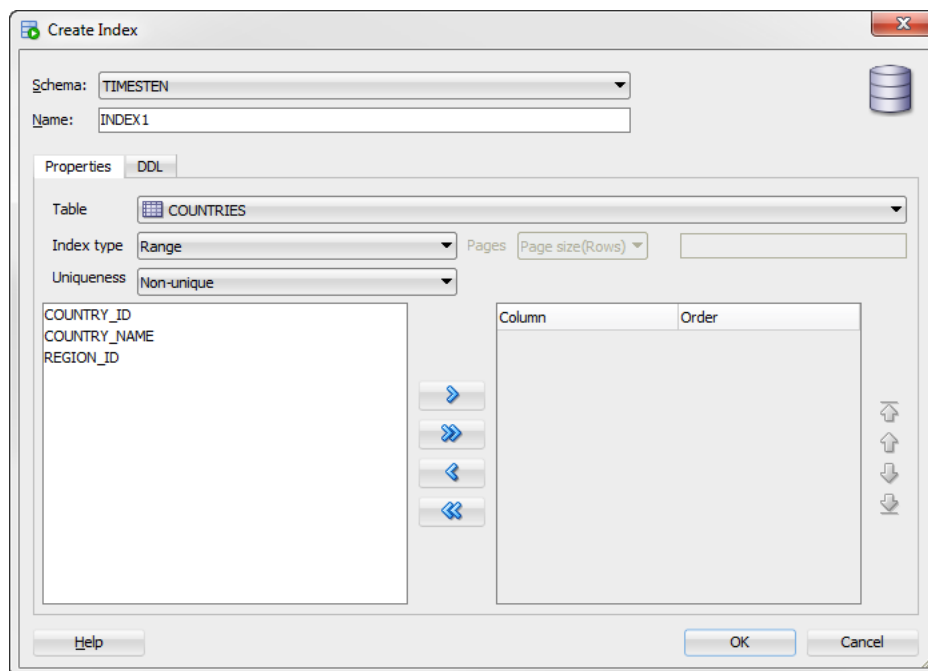 Create Index
Schema: TIMESTEN
Name: INDEX1
Properties DDL
Table COUNTRIES
Index type Range Pages Page size(Rows)
Uniqueness Non-unique
COUNTRY_ID
COUNTRY_NAME
REGION_ID
Column Order
Help OK Cancel